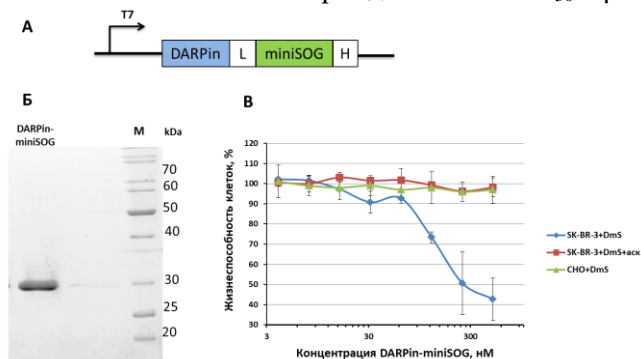 А
T7
DARPin
L
miniSOG
H
Б
DARPin-
miniSOG
M
kDa
70
60
50
40
30
25
20
В
Жизнеспособность клеток, %
120
110
100
90
80
70
60
50
40
30
3
30
300
Концентрация DARPin-miniSOG, нМ
SK-BR-3+DmS
SK-BR-3+DmS+аск
CHO+DmS